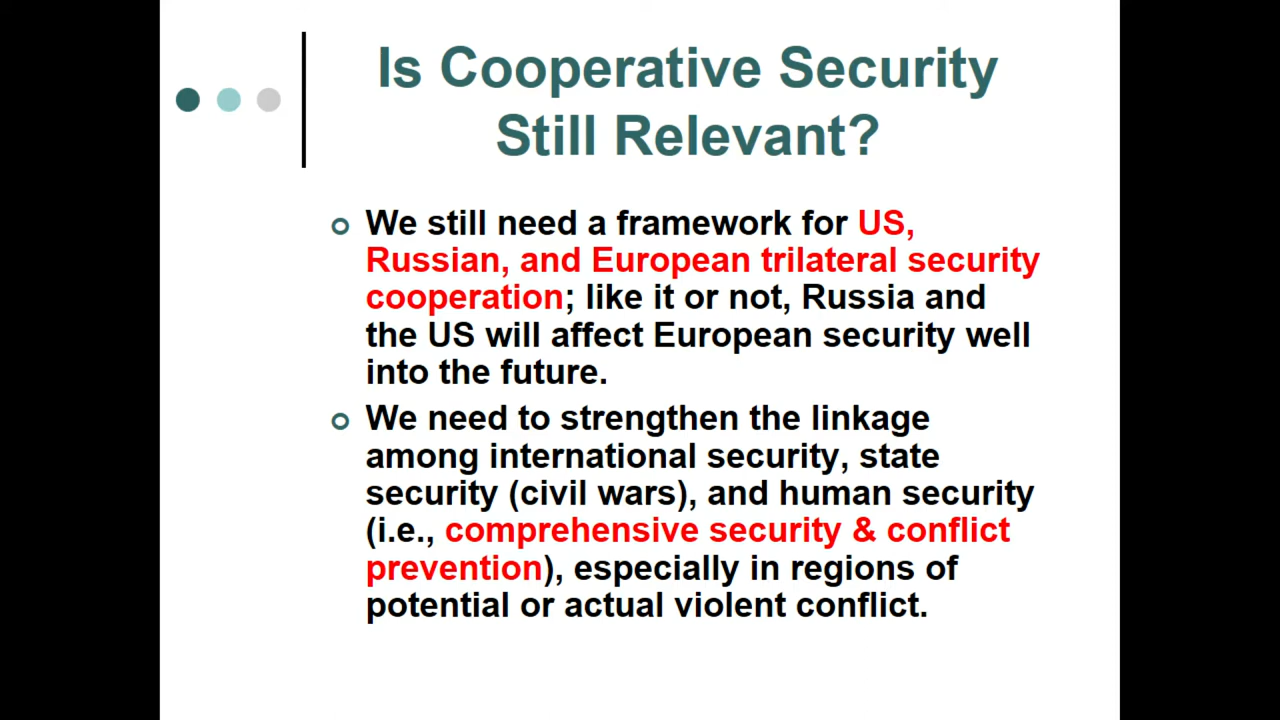 Is Cooperative Security
Still Relevant?
We still need a framework for US,
Russian, and European trilateral security
cooperation; like it or not, Russia and
the US will affect European security well
into the future.
We need to strengthen the linkage
among international security, state
security (civil wars), and human security
(i.e., comprehensive security & conflict
prevention), especially in regions of
potential or actual violent conflict.